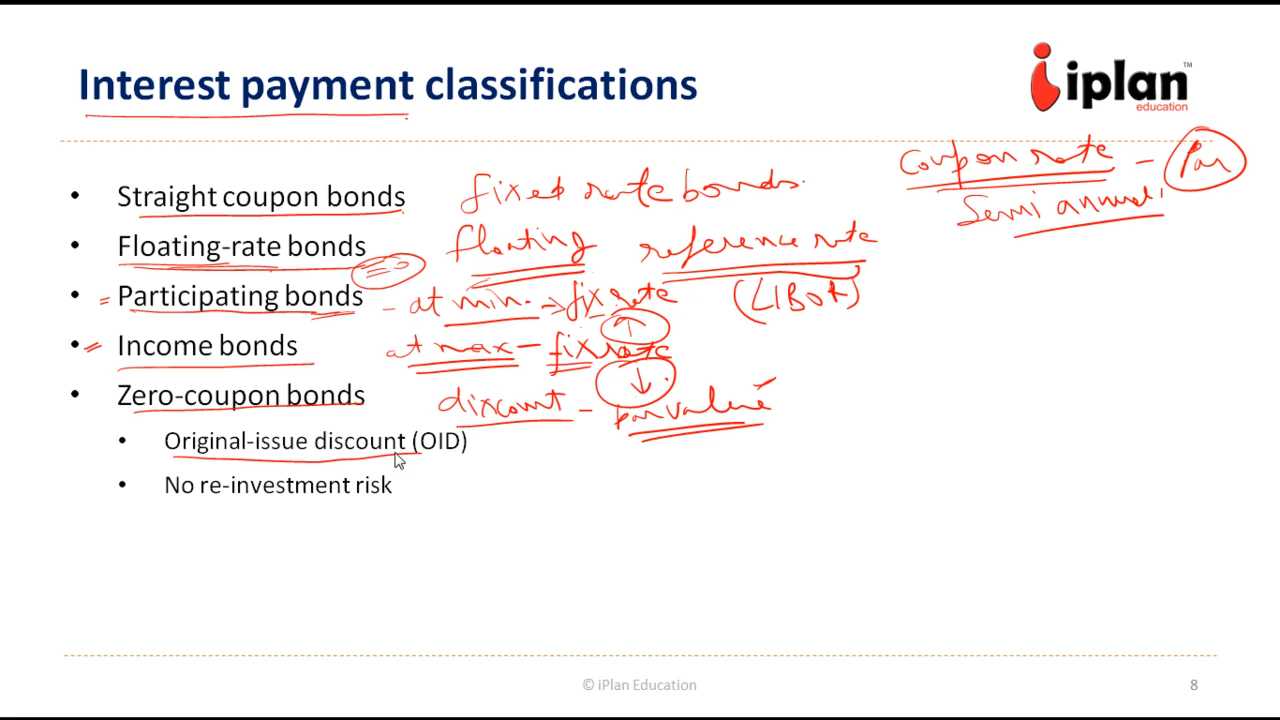 Interest payment classifications
iplan™
education
Coupon rate - Par
Semi annual
• Straight coupon bonds fixed rate bonds.
• Floating-rate bonds floating reference rate
• = Participating bonds - at min. → fix rate (LIBOR)
• = Income bonds at max - fix rate
• Zero-coupon bonds discount - par value
• Original-issue discount (OID)
• No re-investment risk
© iPlan Education
8